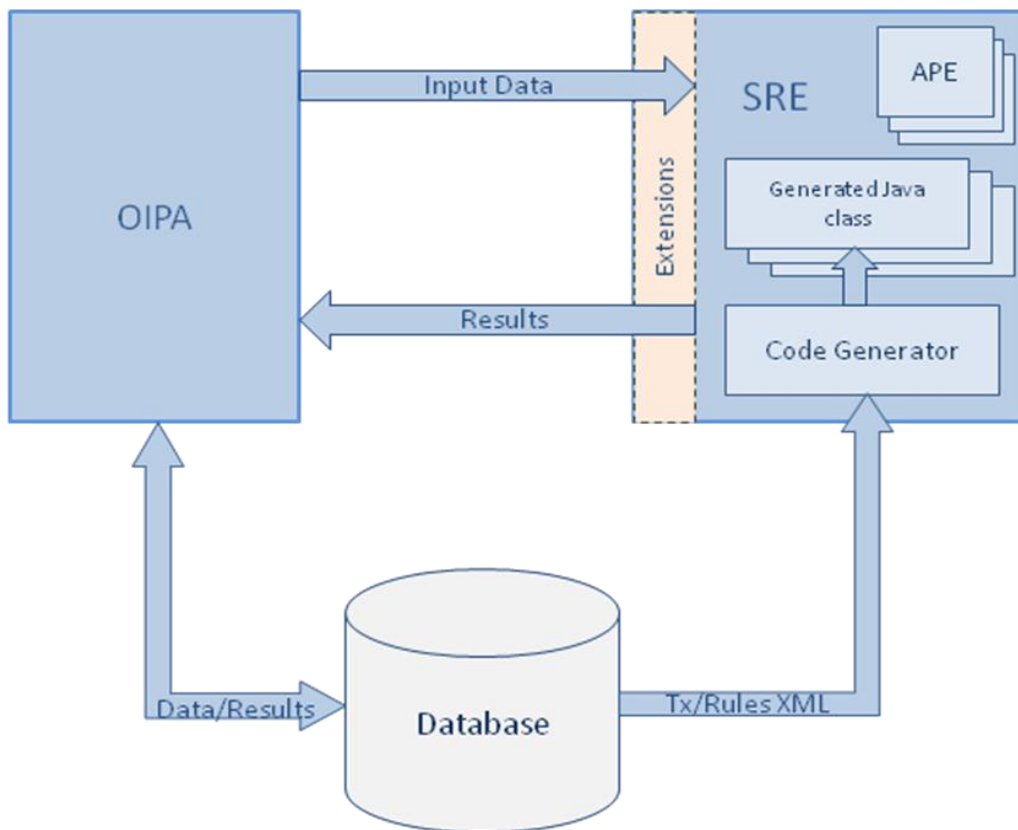 APE
Input Data
SRE
Generated Java
class
OIPA
Extensions
Results
Code Generator
Data/Results
Tx/Rules XML
Database